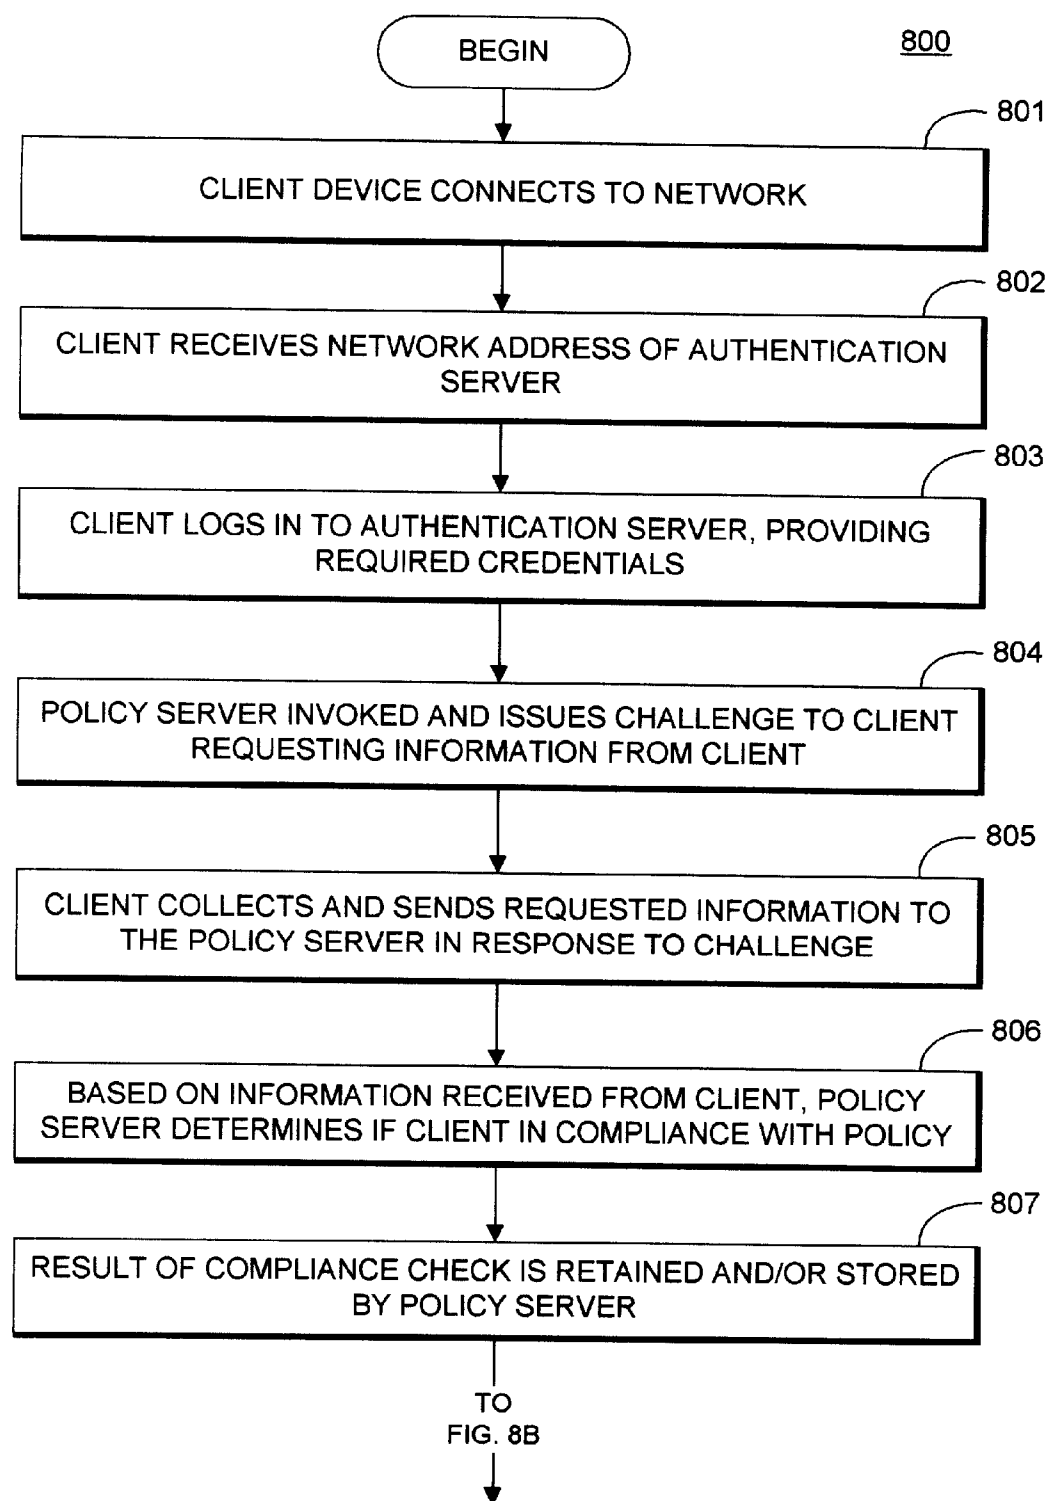 BEGIN
800
801
CLIENT DEVICE CONNECTS TO NETWORK
802
CLIENT RECEIVES NETWORK ADDRESS OF AUTHENTICATION
SERVER
803
CLIENT LOGS IN TO AUTHENTICATION SERVER, PROVIDING
REQUIRED CREDENTIALS
804
POLICY SERVER INVOKED AND ISSUES CHALLENGE TO CLIENT
REQUESTING INFORMATION FROM CLIENT
805
CLIENT COLLECTS AND SENDS REQUESTED INFORMATION TO
THE POLICY SERVER IN RESPONSE TO CHALLENGE
806
BASED ON INFORMATION RECEIVED FROM CLIENT, POLICY
SERVER DETERMINES IF CLIENT IN COMPLIANCE WITH POLICY
807
RESULT OF COMPLIANCE CHECK IS RETAINED AND/OR STORED
BY POLICY SERVER
TO
FIG. 8B